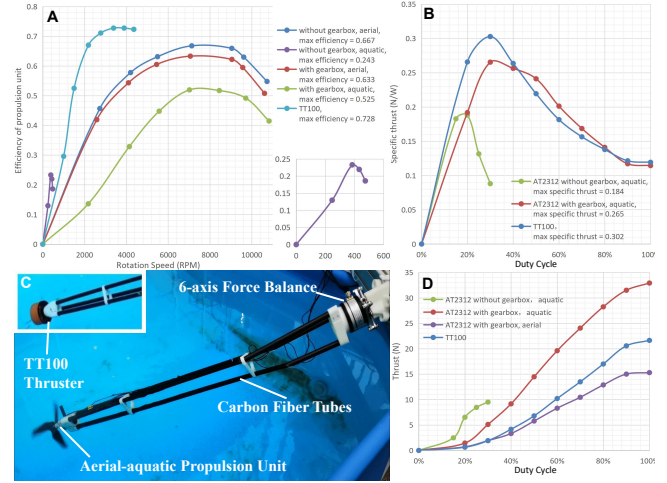 A
Efficiency of propulsion unit
0.8
0.7
0.6
0.5
0.4
0.3
0.2
0.1
0
0
2000
4000
6000
8000
10000
Rotation Speed (RPM)
without gearbox, aerial,
max efficiency = 0.667
without gearbox, aquatic,
max efficiency = 0.243
with gearbox, aerial,
max efficiency = 0.633
with gearbox, aquatic,
max efficiency = 0.525
TT100,
max efficiency = 0.728
0.25
0.2
0.15
0.1
0.05
0
0
200
400
600
B
Specific thrust (N/W)
0.35
0.3
0.25
0.2
0.15
0.1
0.05
0
0%
20%
40%
60%
80%
100%
Duty Cycle
AT2312 without gearbox, aquatic,
max specific thrust = 0.184
AT2312 with gearbox, aquatic,
max specific thrust = 0.265
TT100,
max specific thrust = 0.302
C
TT100
Thruster
6-axis Force Balance
Carbon Fiber Tubes
Aerial-aquatic Propulsion Unit
D
Thrust (N)
35
30
25
20
15
10
5
0
0%
20%
40%
60%
80%
100%
Duty Cycle
AT2312 without gearbox, aquatic
AT2312 with gearbox, aquatic
AT2312 with gearbox, aerial
TT100